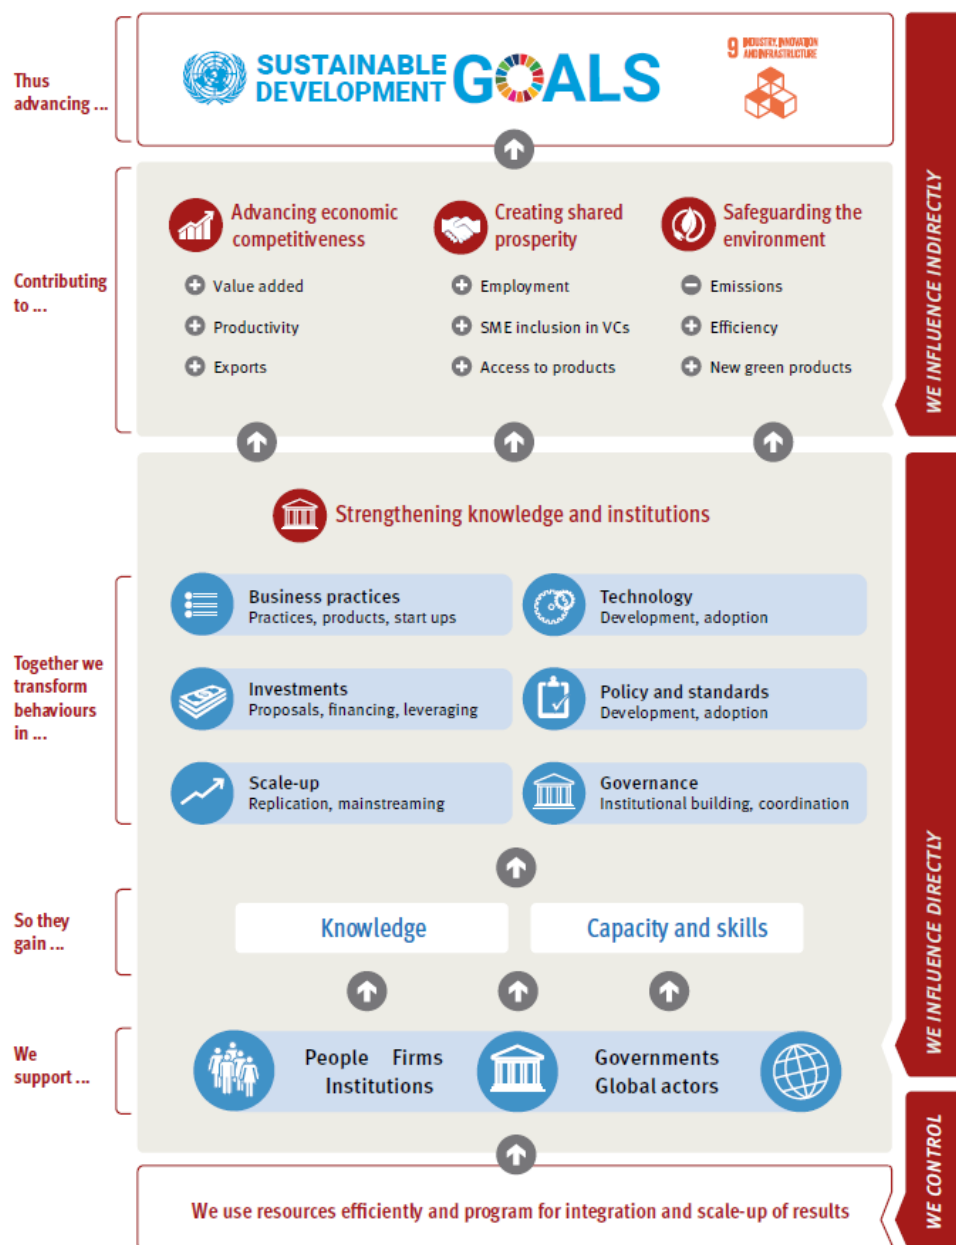 Thus
advancing ...
SUSTAINABLE
DEVELOPMENT
GOALS
9 INDUSTRY, INNOVATION
AND INFRASTRUCTURE
WE INFLUENCE INDIRECTLY
Contributing
to ...
Advancing economic
competitiveness
Value added
Productivity
Exports
Creating shared
prosperity
Employment
SME inclusion in VCs
Access to products
Safeguarding the
environment
Emissions
Efficiency
New green products
WE INFLUENCE DIRECTLY
Strengthening knowledge and institutions
Together we
transform
behaviours
in ...
Business practices
Practices, products, start ups
Technology
Development, adoption
Investments
Proposals, financing, leveraging
Policy and standards
Development, adoption
Scale-up
Replication, mainstreaming
Governance
Institutional building, coordination
So they
gain ...
Knowledge
Capacity and skills
We
support ...
People Firms
Institutions
Governments
Global actors
WE CONTROL
We use resources efficiently and program for integration and scale-up of results